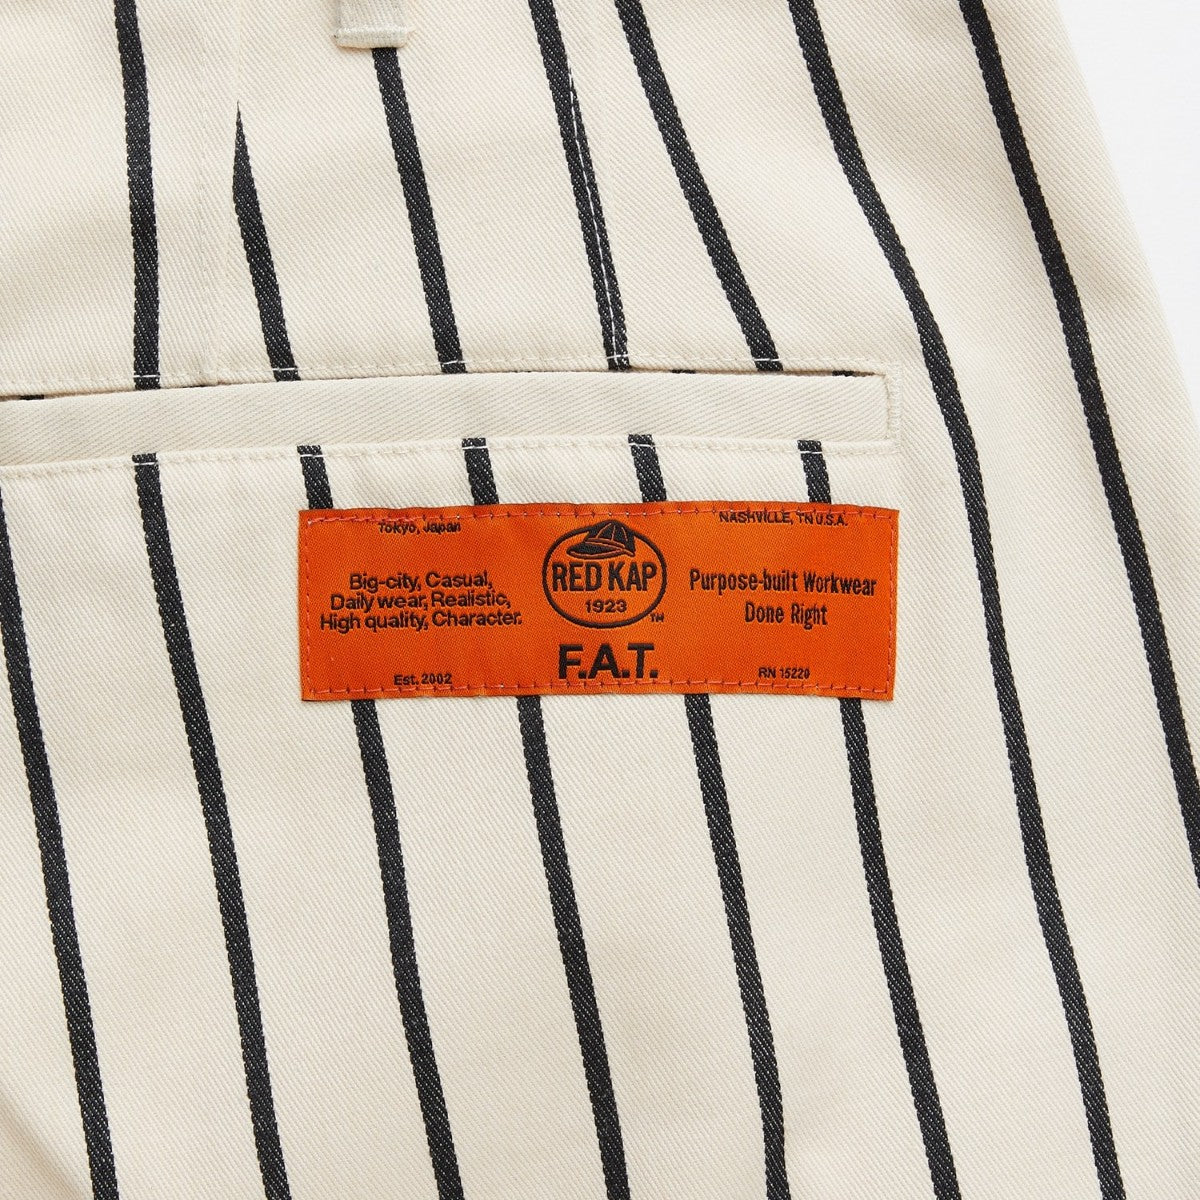 Tokyo, Japan
Big-city, Casual,
Daily wear, Realistic,
High quality, Character.
Est. 2002
RED KAP
1923
™
F.A.T.
NASHVILLE, TN U.S.A.
Purpose-built Workwear
Done Right
RN 15220